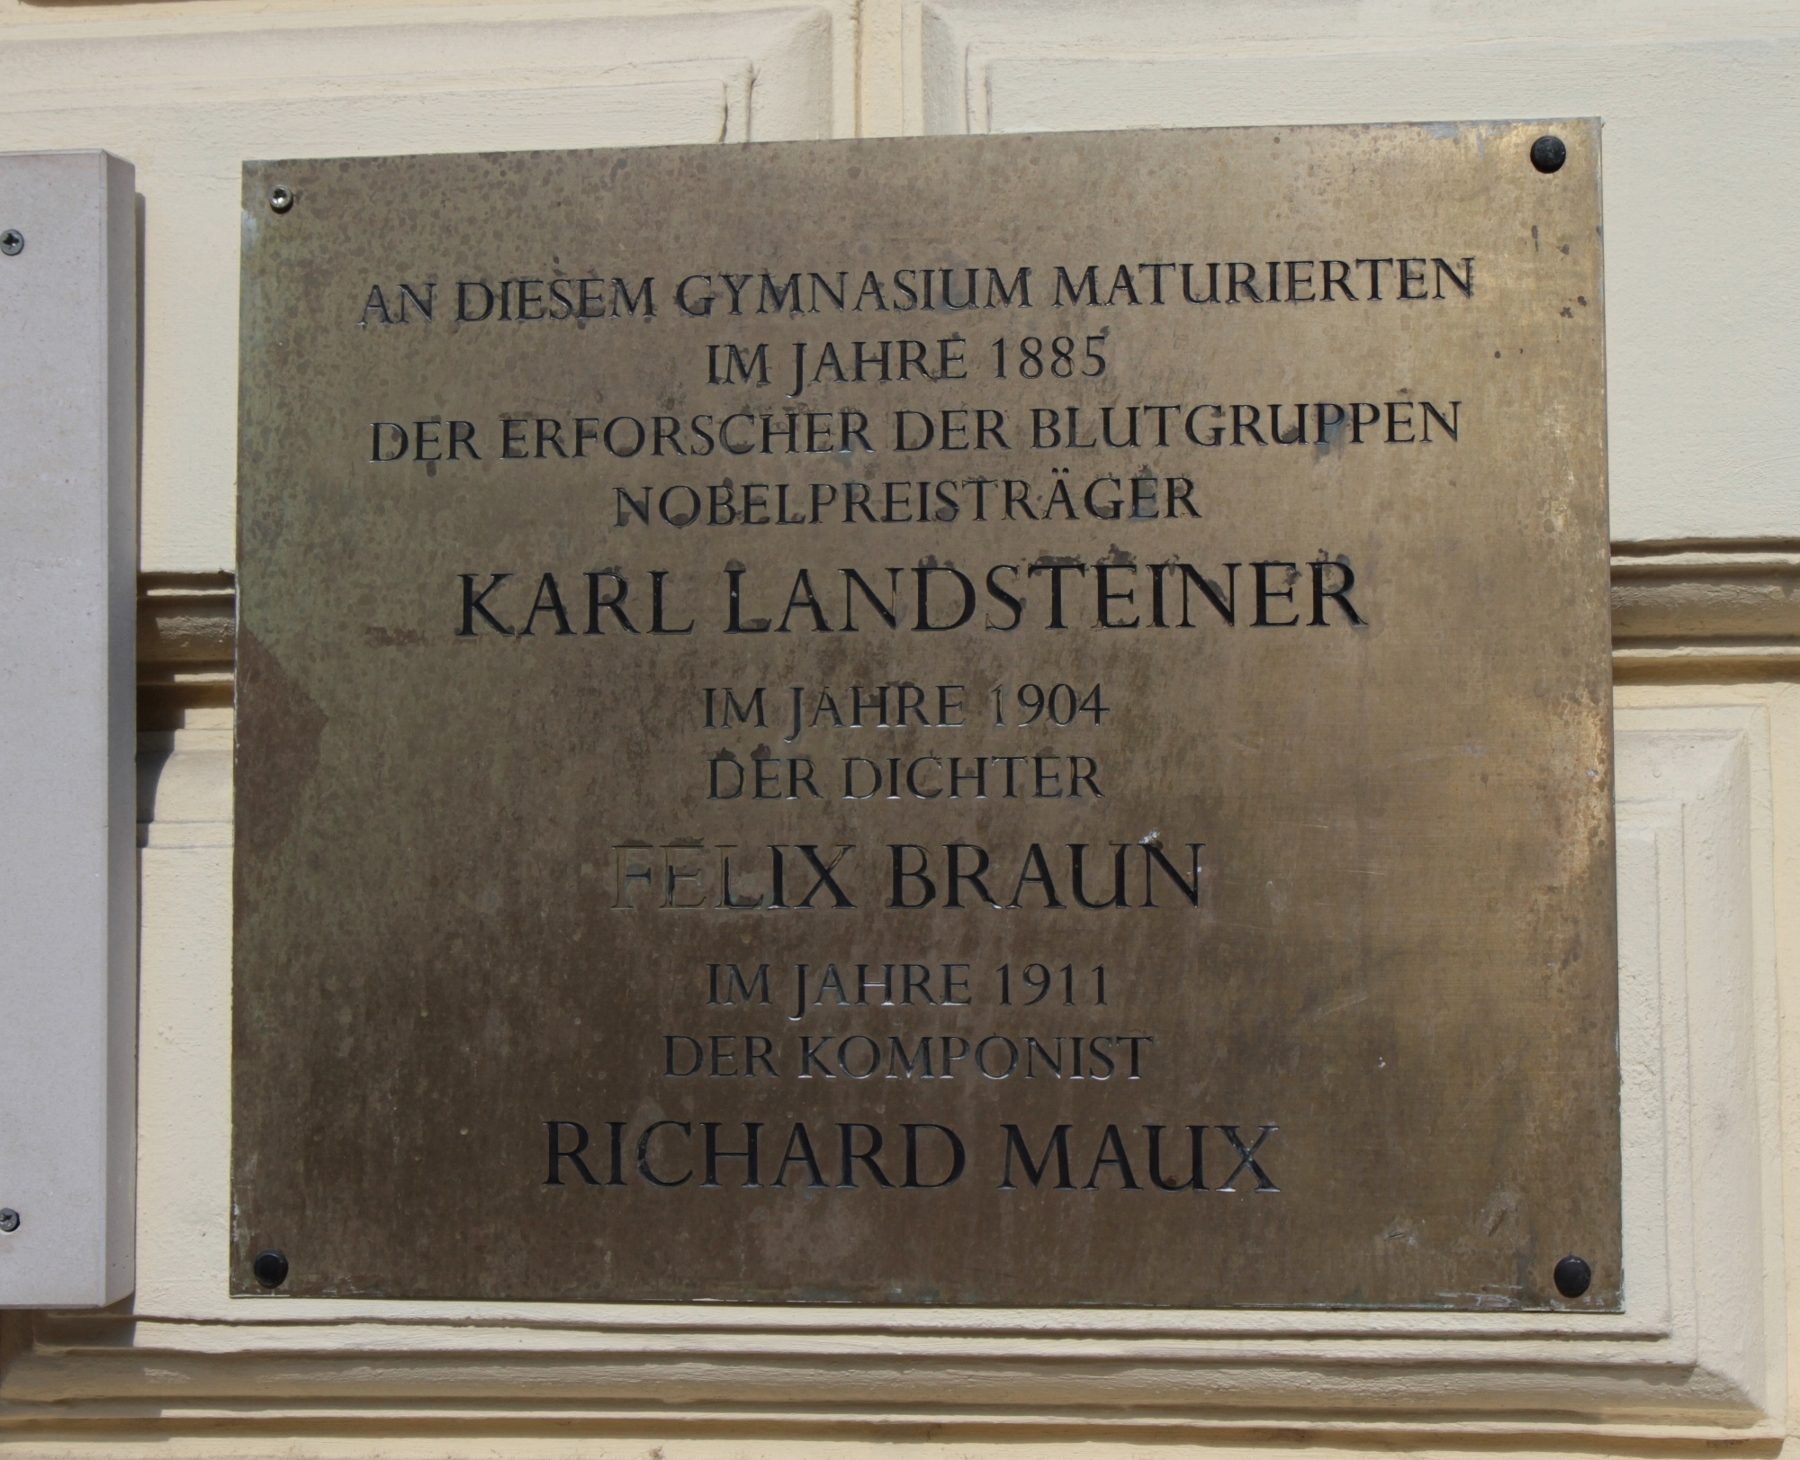 AN DIESEM GYMNASIUM MATURIERTEN
IM JAHRE 1885
DER ERFORSCHER DER BLUTGRUPPEN
NOBELPREISTRÄGER
KARL LANDSTEINER
IM JAHRE 1904
DER DICHTER
FELIX BRAUN
IM JAHRE 1911
DER KOMPONIST
RICHARD MAUX